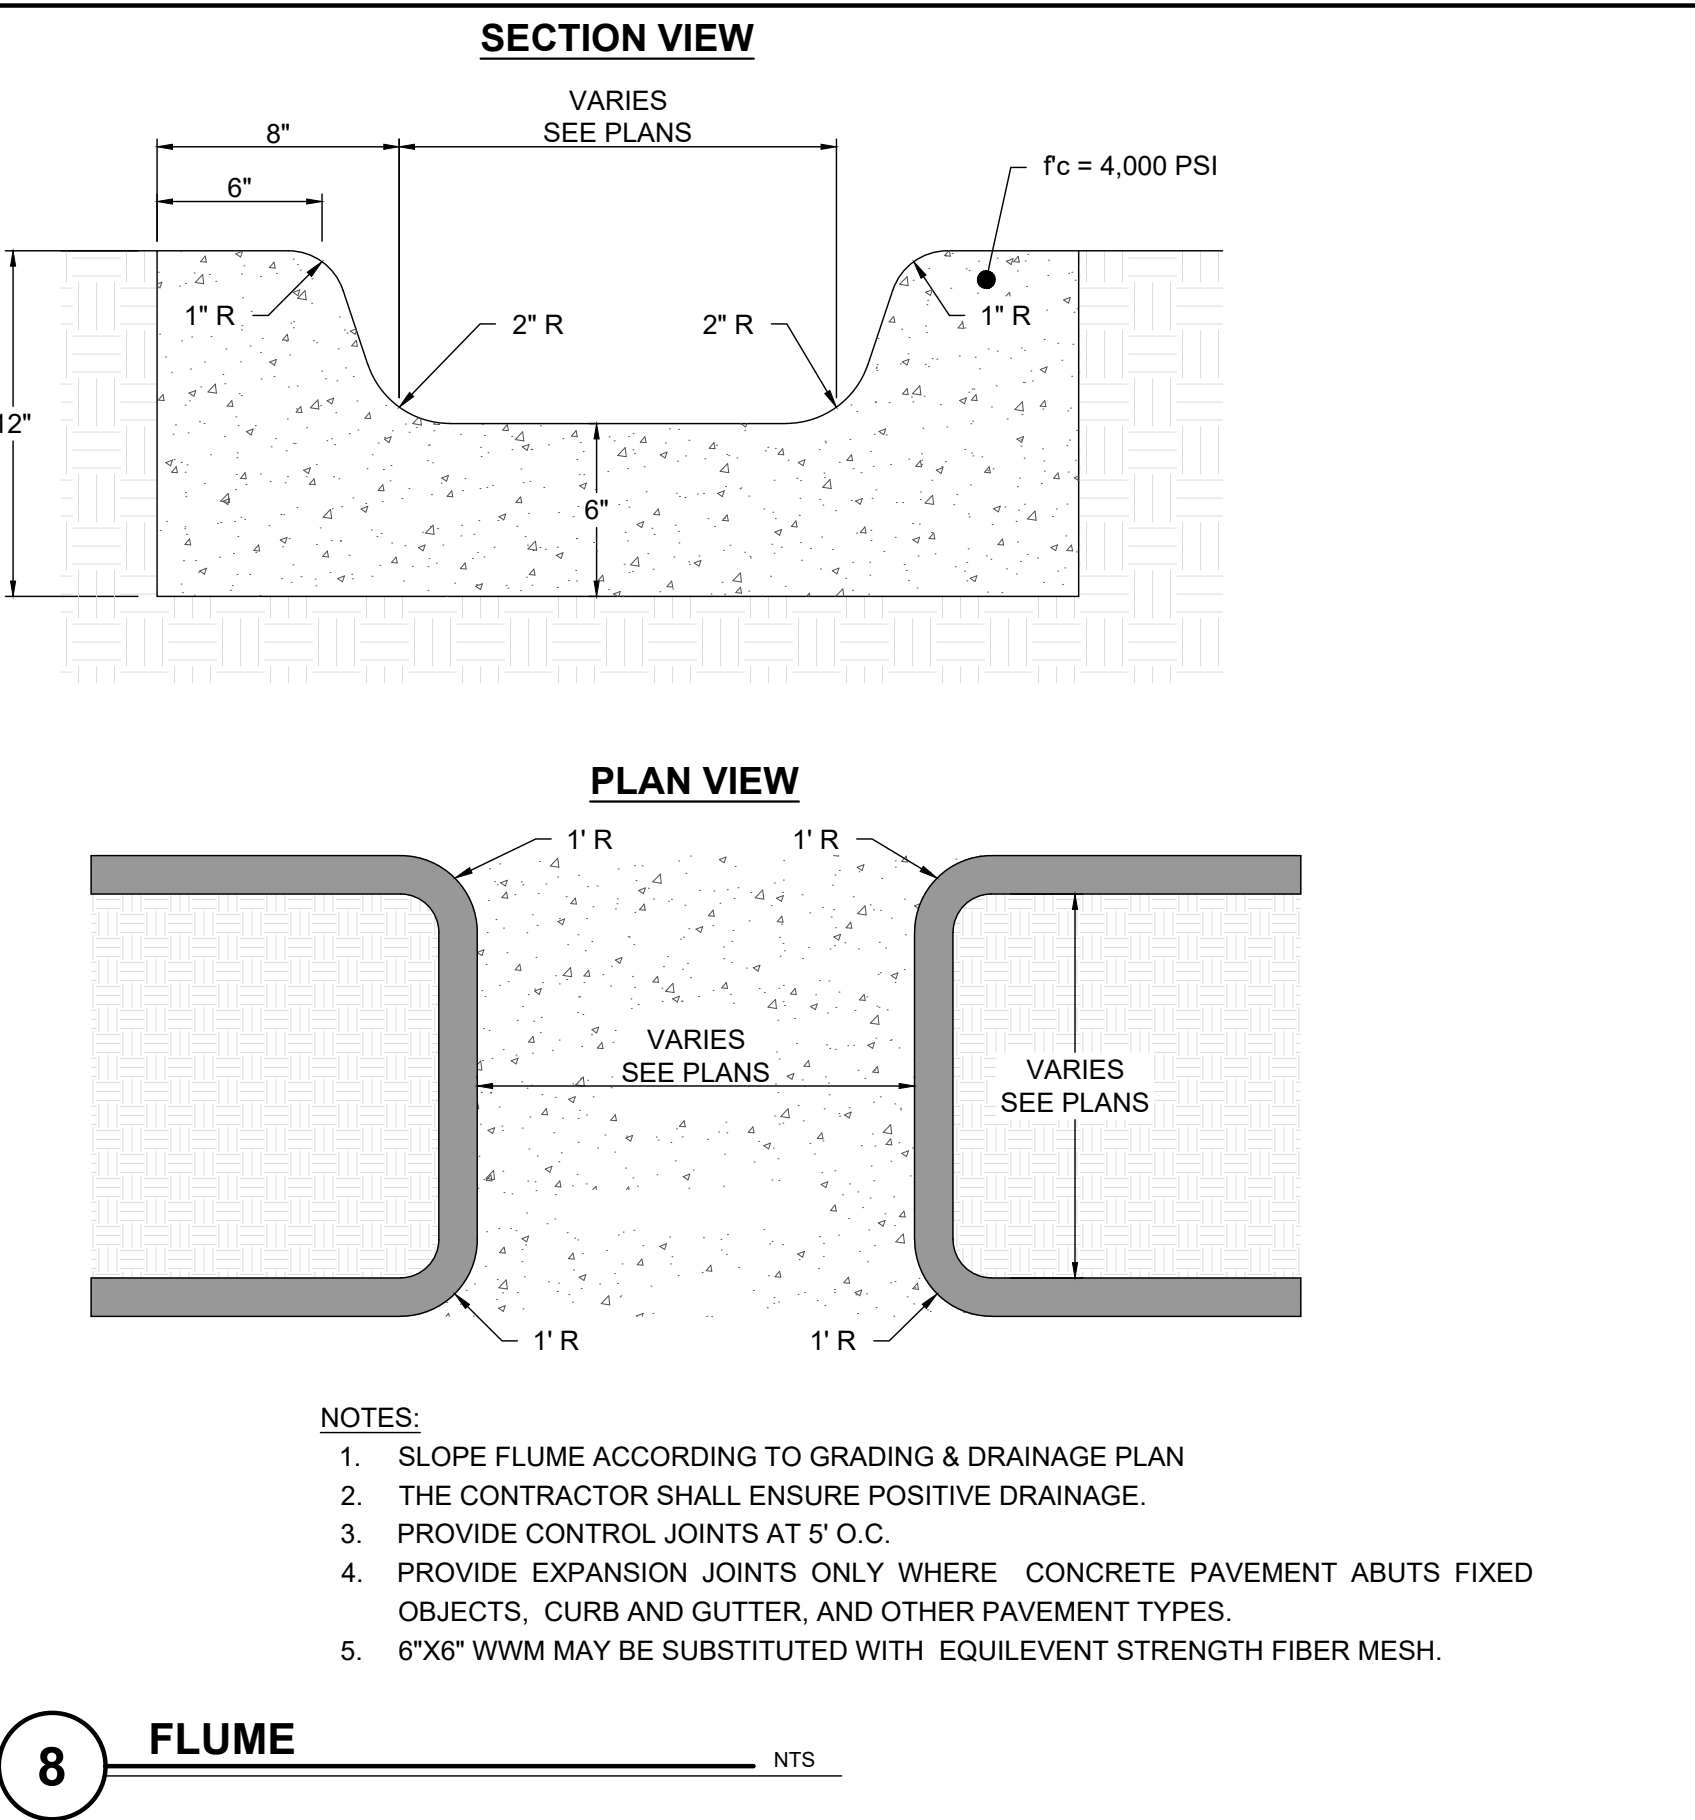 SECTION VIEW
VARIES
SEE PLANS
8"
6"
f'c = 4,000 PSI
1" R
2" R
2" R
1" R
12"
6"
PLAN VIEW
1' R
1' R
VARIES
SEE PLANS
VARIES
SEE PLANS
1' R
1' R
NOTES:
1. SLOPE FLUME ACCORDING TO GRADING & DRAINAGE PLAN
2. THE CONTRACTOR SHALL ENSURE POSITIVE DRAINAGE.
3. PROVIDE CONTROL JOINTS AT 5' O.C.
4. PROVIDE EXPANSION JOINTS ONLY WHERE CONCRETE PAVEMENT ABUTS FIXED
OBJECTS, CURB AND GUTTER, AND OTHER PAVEMENT TYPES.
5. 6"X6" WWM MAY BE SUBSTITUTED WITH EQUILEVENT STRENGTH FIBER MESH.
8 FLUME
NTS